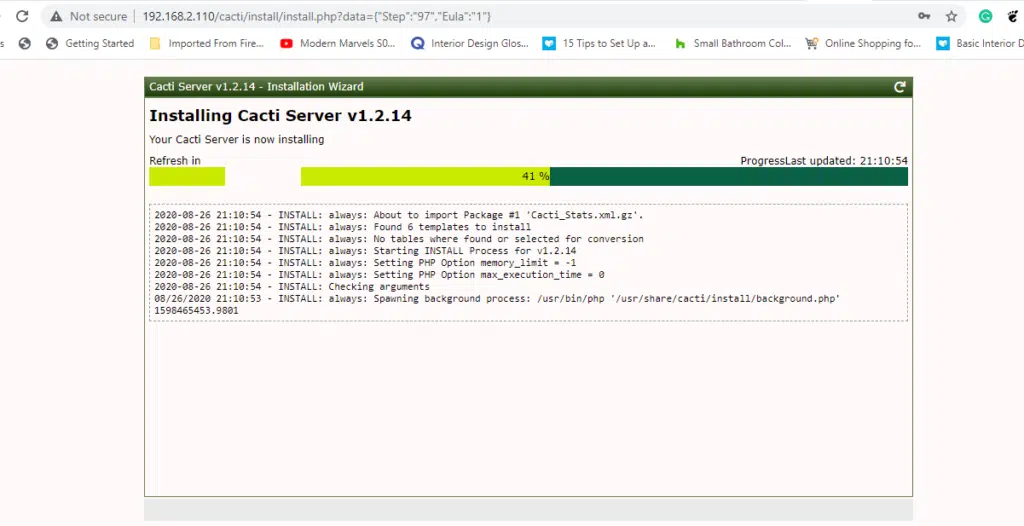 Not secure | 192.168.2.110/cacti/install/install.php?data={"Step":"97","Eula":"1"}
s Getting Started Imported From Fire... Modern Marvels S0... Interior Design Glos... 15 Tips to Set Up a... Small Bathroom Col... Online Shopping fo... Basic Interior D
Cacti Server v1.2.14 - Installation Wizard
Installing Cacti Server v1.2.14
Your Cacti Server is now installing
Refresh in ProgressLast updated: 21:10:54
41 %
2020-08-26 21:10:54 - INSTALL: always: About to import Package #1 'Cacti_Stats.xml.gz'.
2020-08-26 21:10:54 - INSTALL: always: Found 6 templates to install
2020-08-26 21:10:54 - INSTALL: always: No tables where found or selected for conversion
2020-08-26 21:10:54 - INSTALL: always: Starting INSTALL Process for v1.2.14
2020-08-26 21:10:54 - INSTALL: always: Setting PHP Option memory_limit = -1
2020-08-26 21:10:54 - INSTALL: always: Setting PHP Option max_execution_time = 0
2020-08-26 21:10:54 - INSTALL: Checking arguments
08/26/2020 21:10:53 - INSTALL: always: Spawning background process: /usr/bin/php '/usr/share/cacti/install/background.php'
1598465453.9801